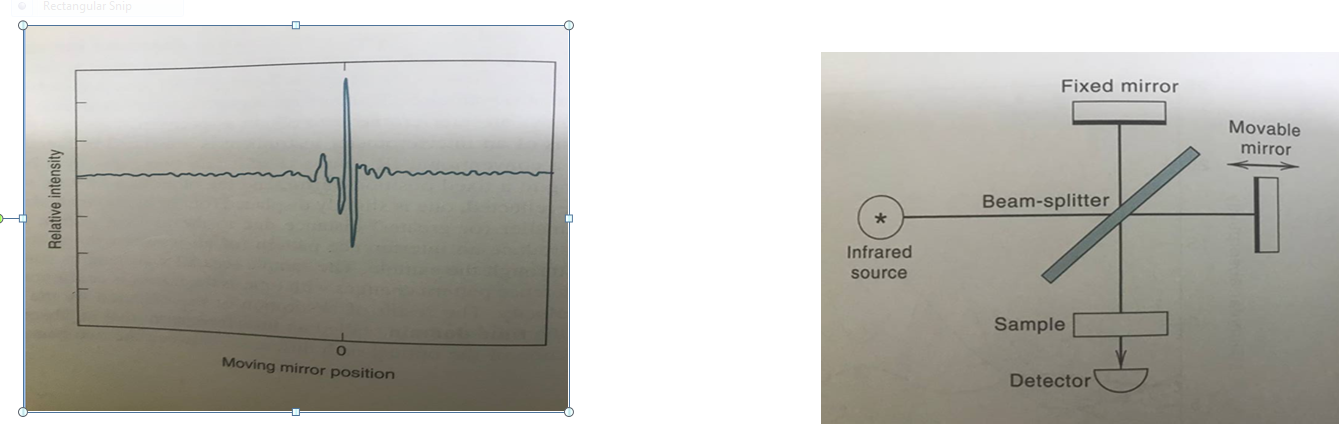 Rectangular Snip
Relative intensity
0
Moving mirror position
Fixed mirror
Movable
mirror
Beam-splitter
*
Infrared
source
Sample
Detector